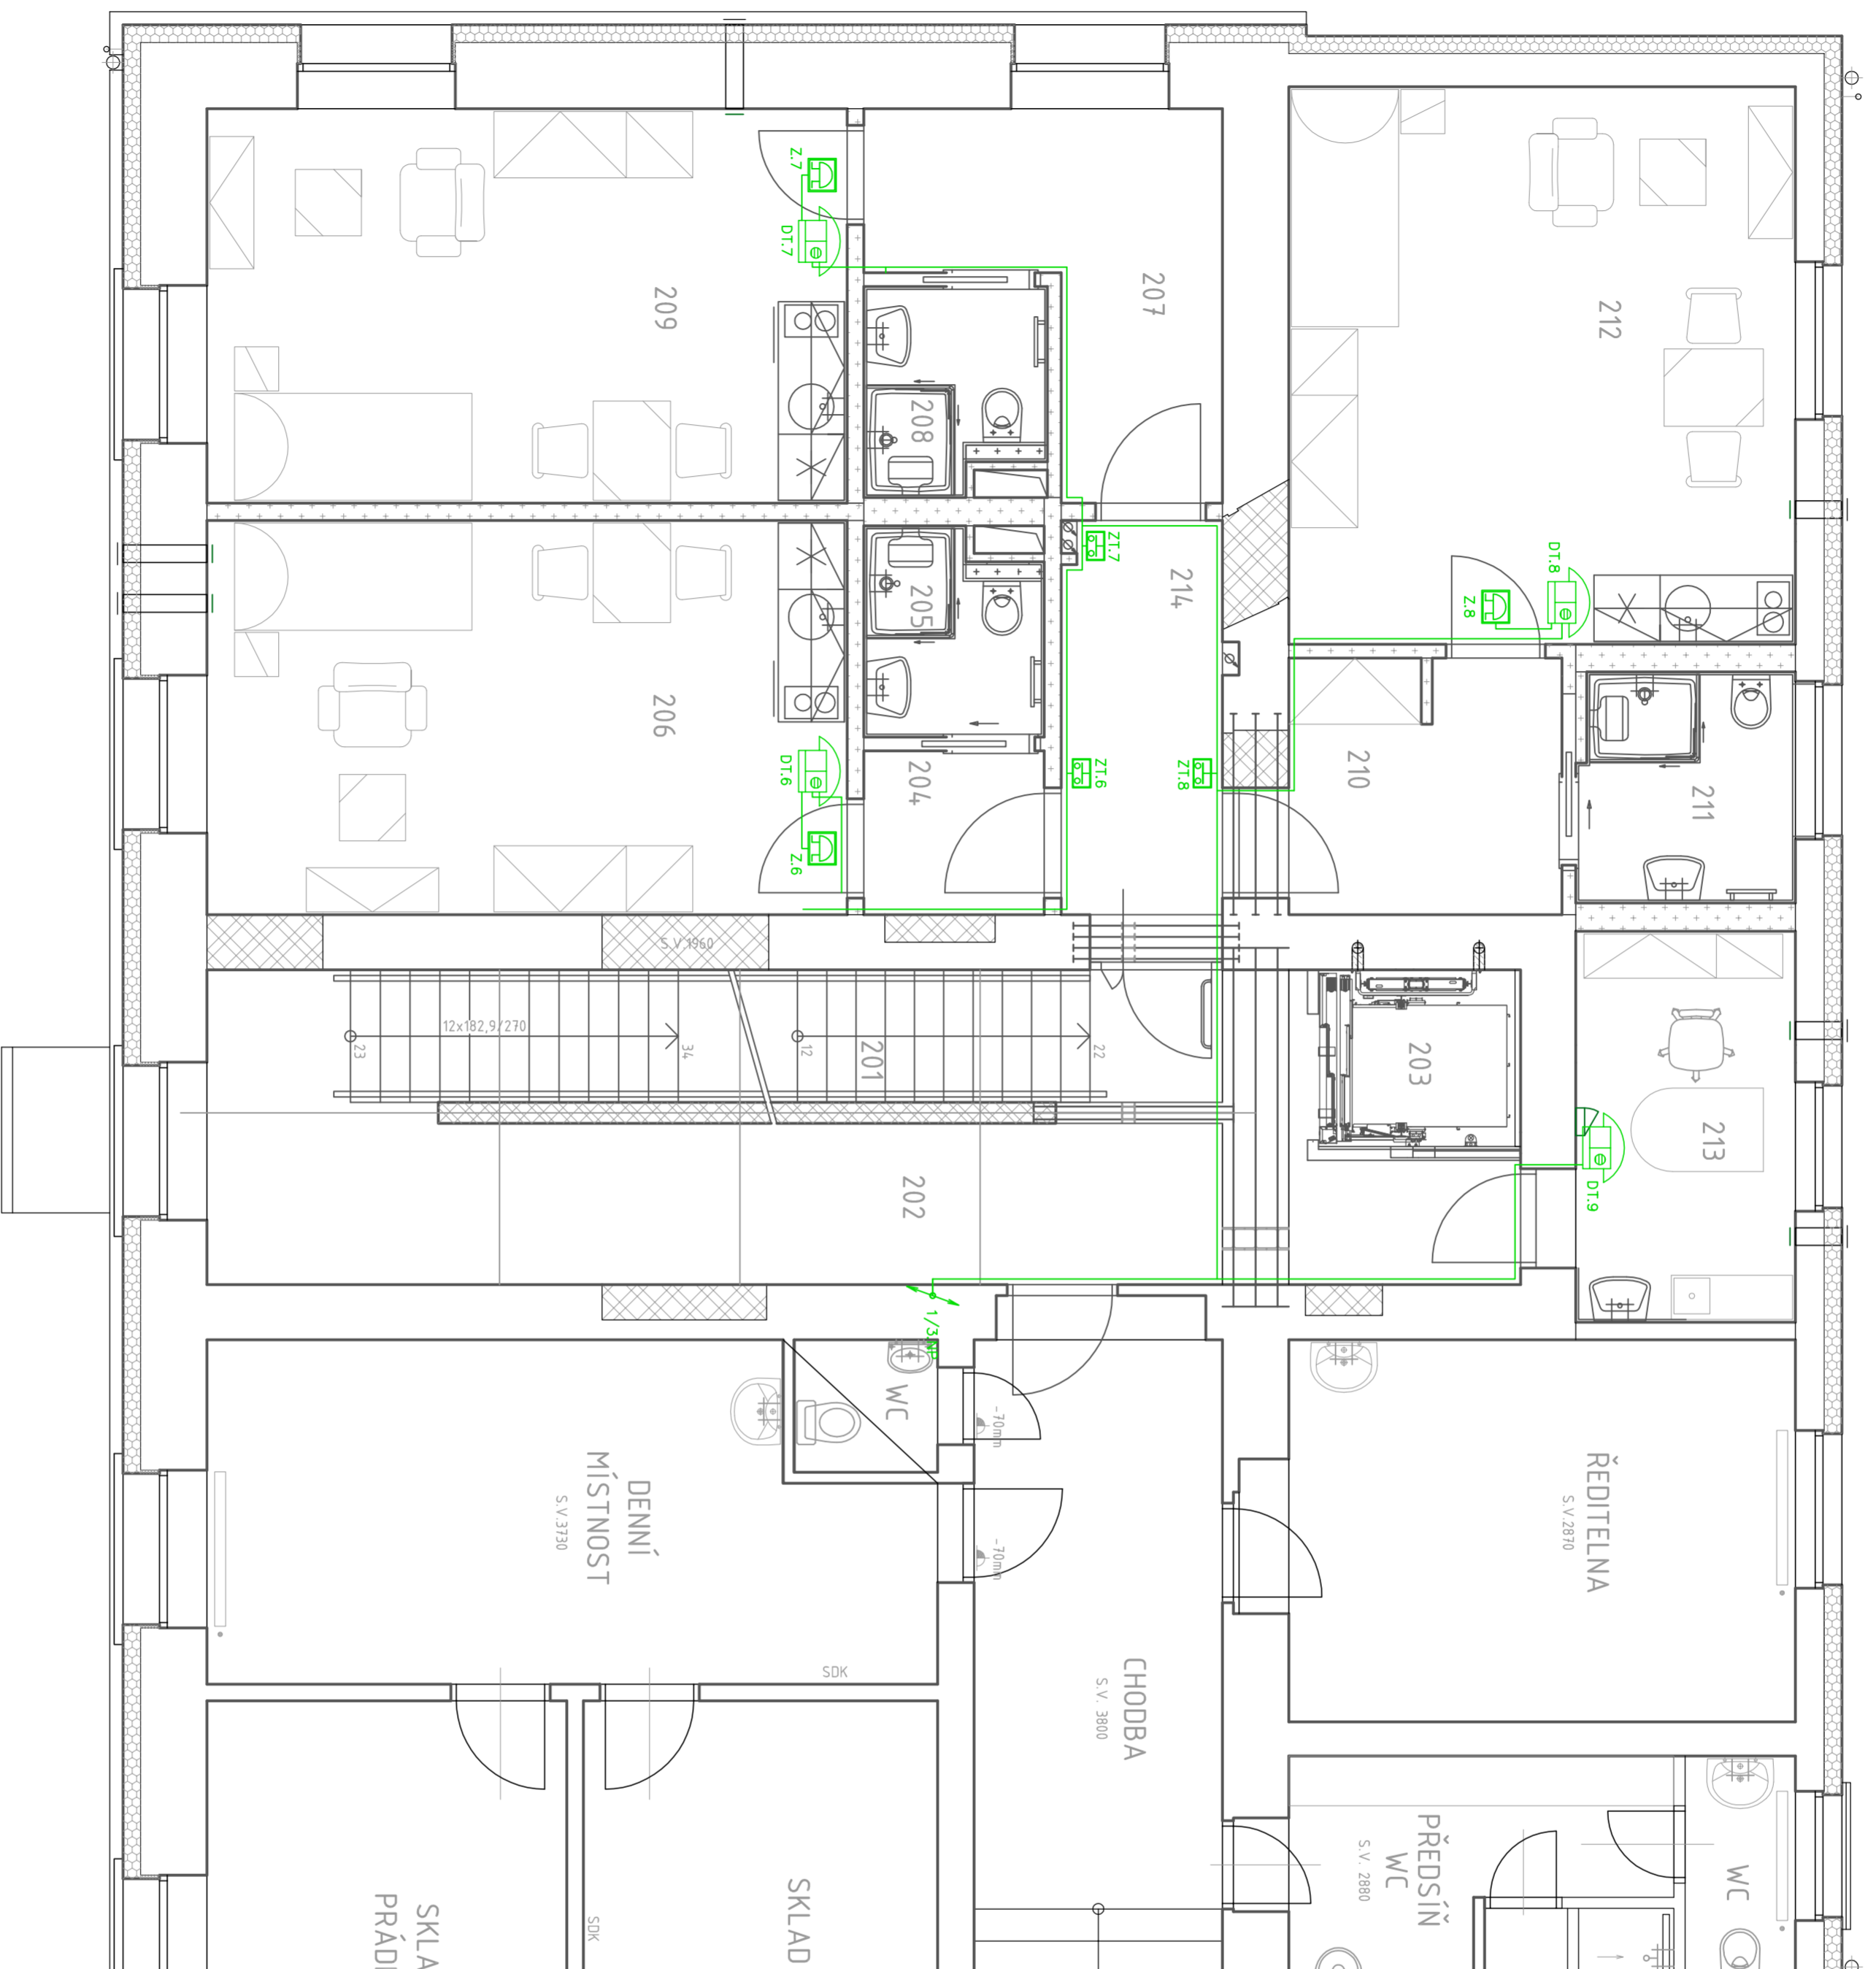 Z.7
DT.7
209
207
212
208
ZT.7
214
DT.8
Z.8
205
206
DT.6
Z.6
204
ZT.6
ZT.8
210
211
S.V.1960
12x182,9/270
23
34
12
201
22
203
213
DT.9
202
1/3.NP
WC
-70mm
DENNÍ
MÍSTNOST
S.V.3730
-70mm
ŘEDITELNA
S.V.2870
SDK
CHODBA
S.V. 3800
PŘEDSÍŇ
WC
S.V. 2880
WC
SKLAD
SDK